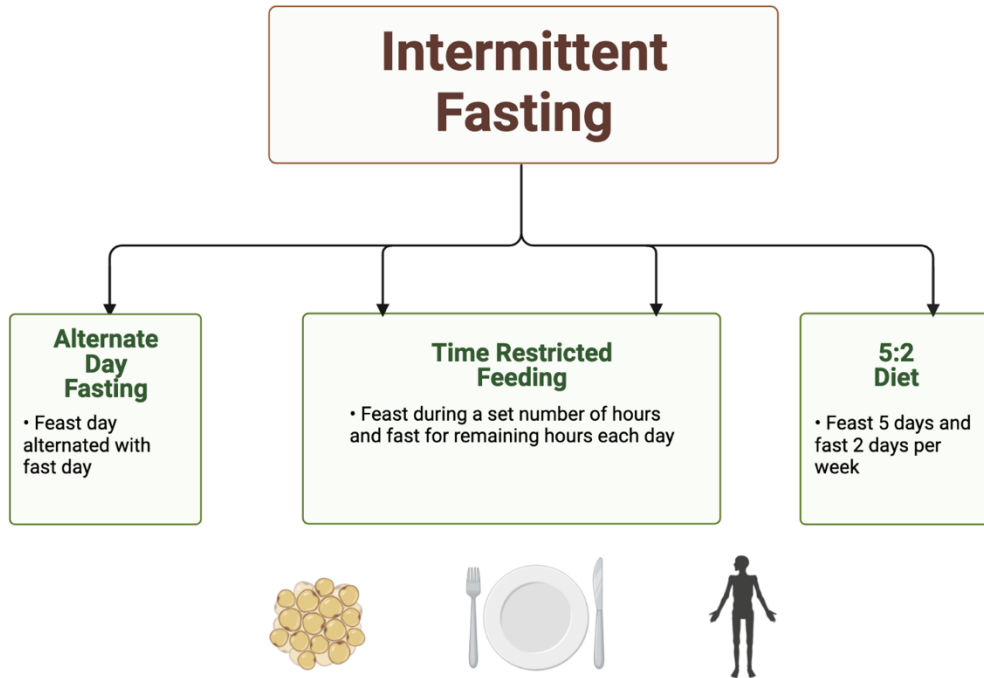 Intermittent
Fasting
Alternate
Day
Fasting
• Feast day
alternated with
fast day
Time Restricted
Feeding
• Feast during a set number of hours
and fast for remaining hours each day
5:2
Diet
• Feast 5 days and
fast 2 days per
week